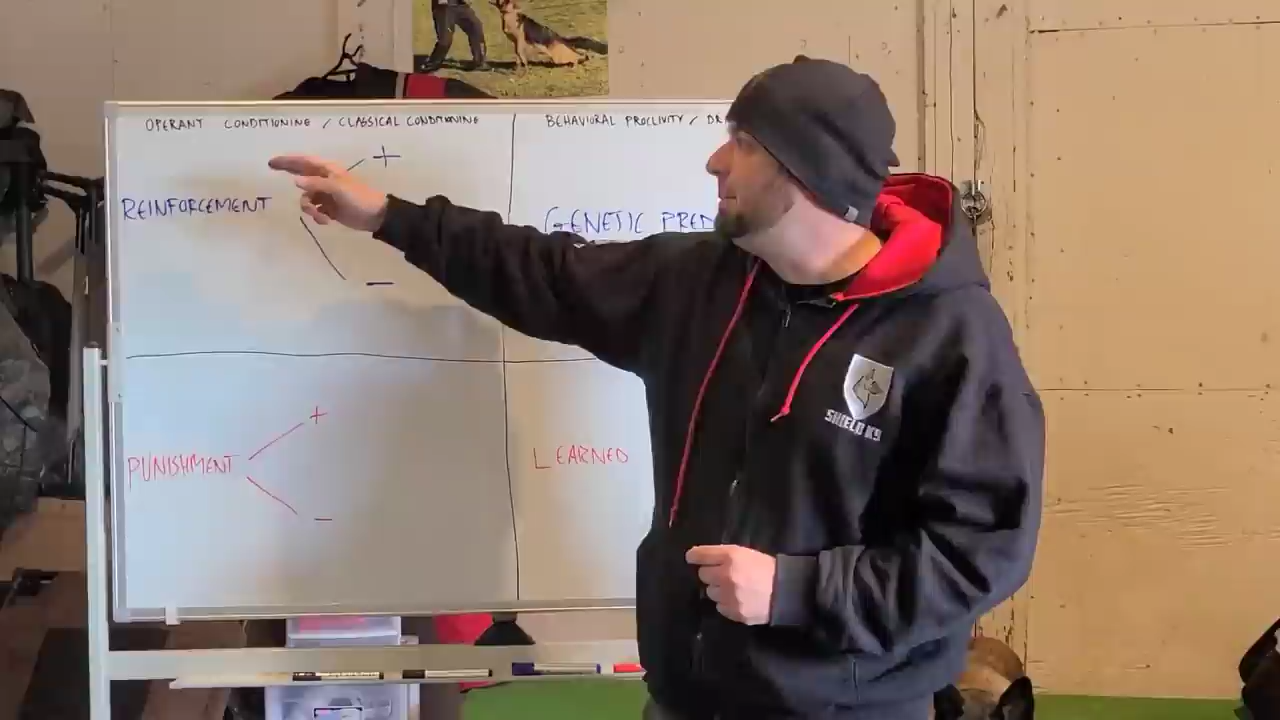 OPERANT CONDITIONING / CLASSICAL CONDITIONING
BEHAVIORAL PROCLIVITY / DR
+
REINFORCEMENT
GENETIC PRED
-
+
PUNISHMENT
LEARNED
-
SHIELD K9